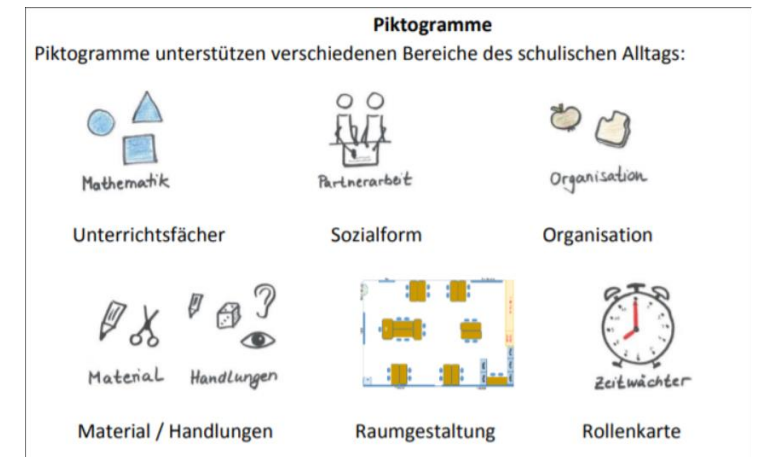 Piktogramme
Piktogramme unterstützen verschiedenen Bereiche des schulischen Alltags:
Mathematik
Partnerarbeit
Organisation
Unterrichtsfächer
Sozialform
Organisation
Material
Handlungen
Zeitwächter
Material / Handlungen
Raumgestaltung
Rollenkarte